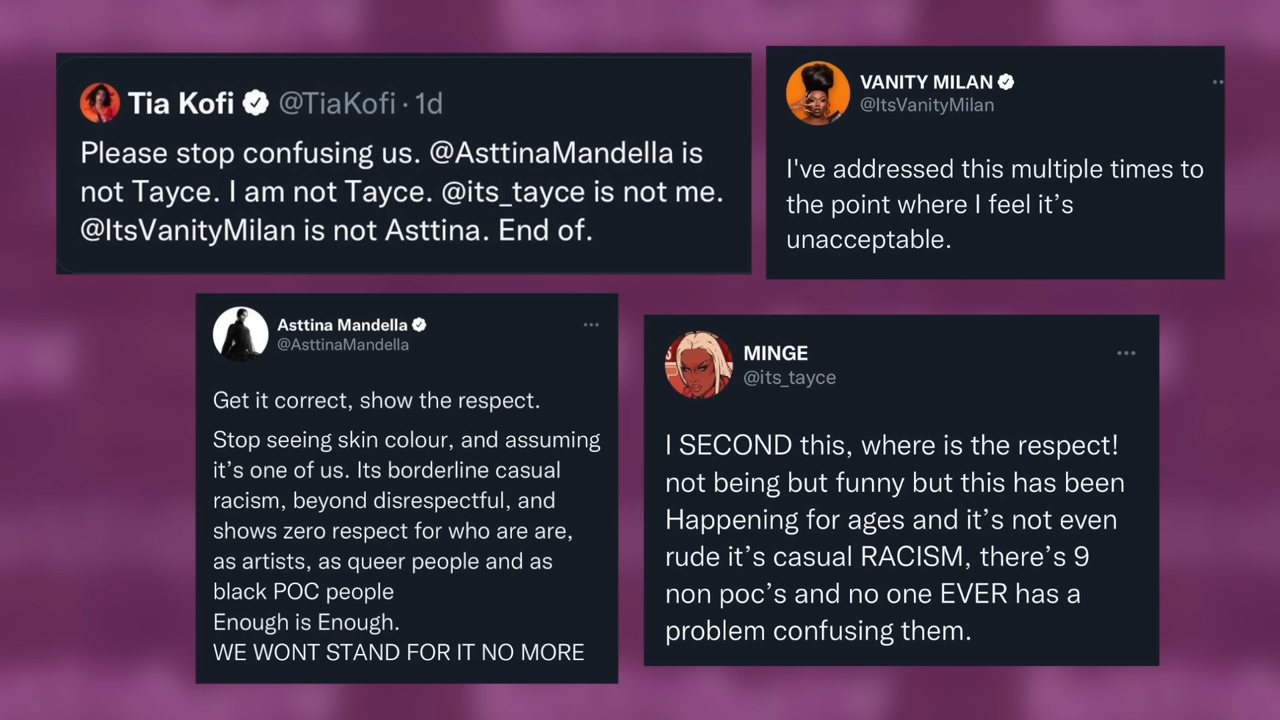 Tia Kofi @TiaKofi · 1d
Please stop confusing us. @AsttinaMandella is
not Tayce. I am not Tayce. @its_tayce is not me.
@ItsVanityMilan is not Asttina. End of.
VANITY MILAN
@ItsVanityMilan
I've addressed this multiple times to
the point where I feel it's
unacceptable.
Asttina Mandella
@AsttinaMandella
Get it correct, show the respect.
Stop seeing skin colour, and assuming
it's one of us. Its borderline casual
racism, beyond disrespectful, and
shows zero respect for who are are,
as artists, as queer people and as
black POC people
Enough is Enough.
WE WONT STAND FOR IT NO MORE
MINGE
@its_tayce
I SECOND this, where is the respect!
not being but funny but this has been
Happening for ages and it's not even
rude it's casual RACISM, there's 9
non poc's and no one EVER has a
problem confusing them.